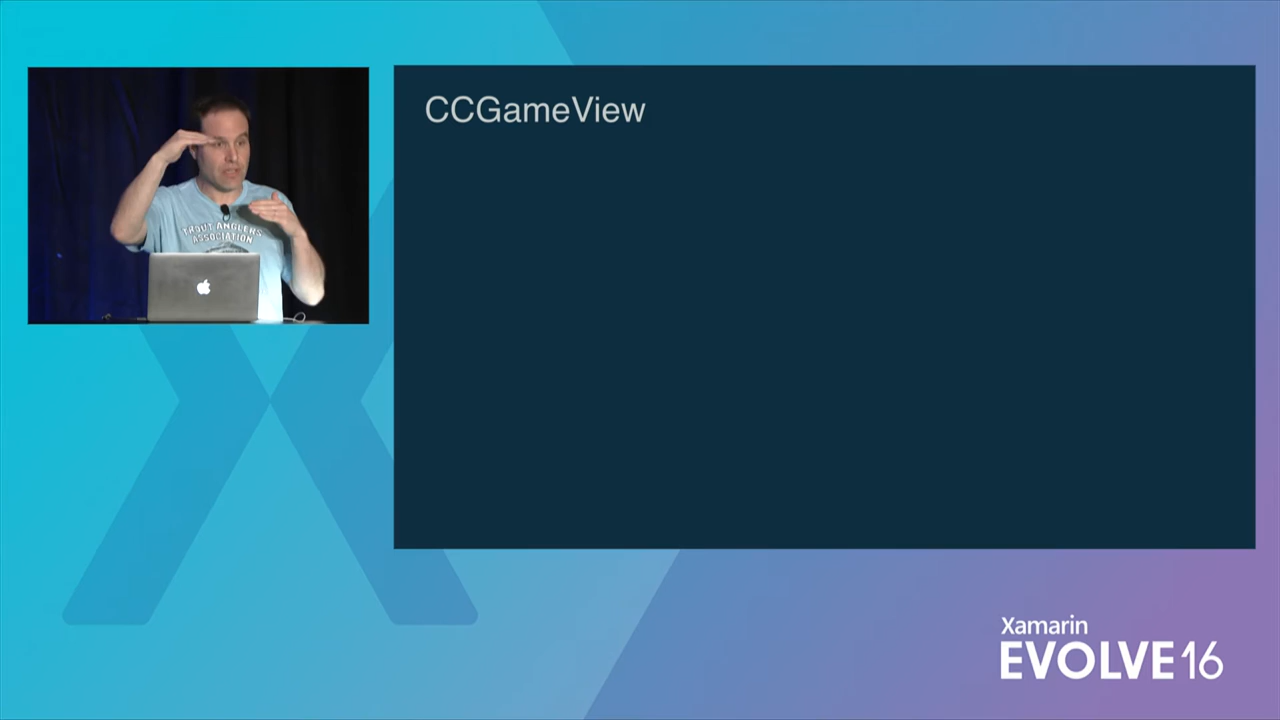 CCGameView
TROUT ANGLERS
ASSOCIATION
Xamarin
EVOLVE16